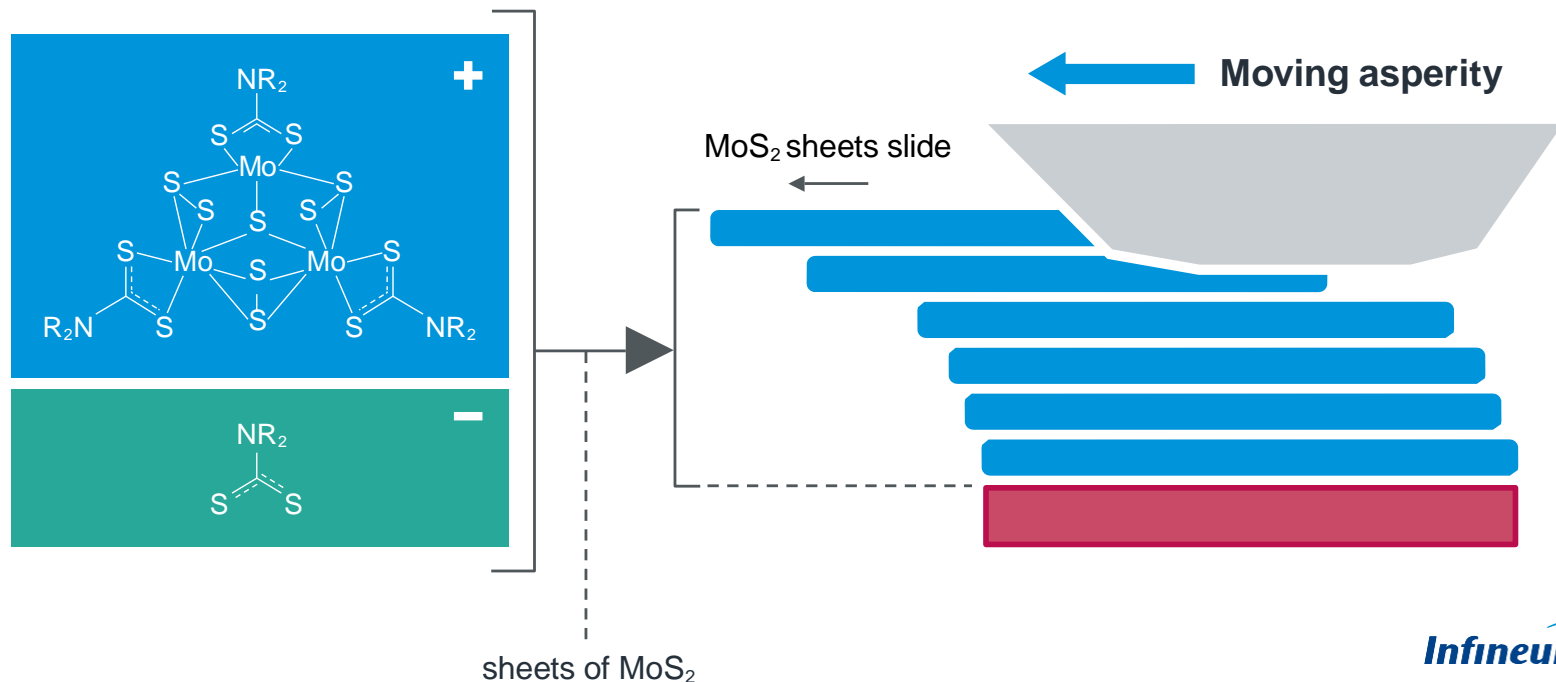 +
NR₂
S S
Mo
S S
S S
S
S Mo S Mo S
S
R₂N S S S NR₂
−
NR₂
S S
Moving asperity
MoS₂ sheets slide
sheets of MoS₂